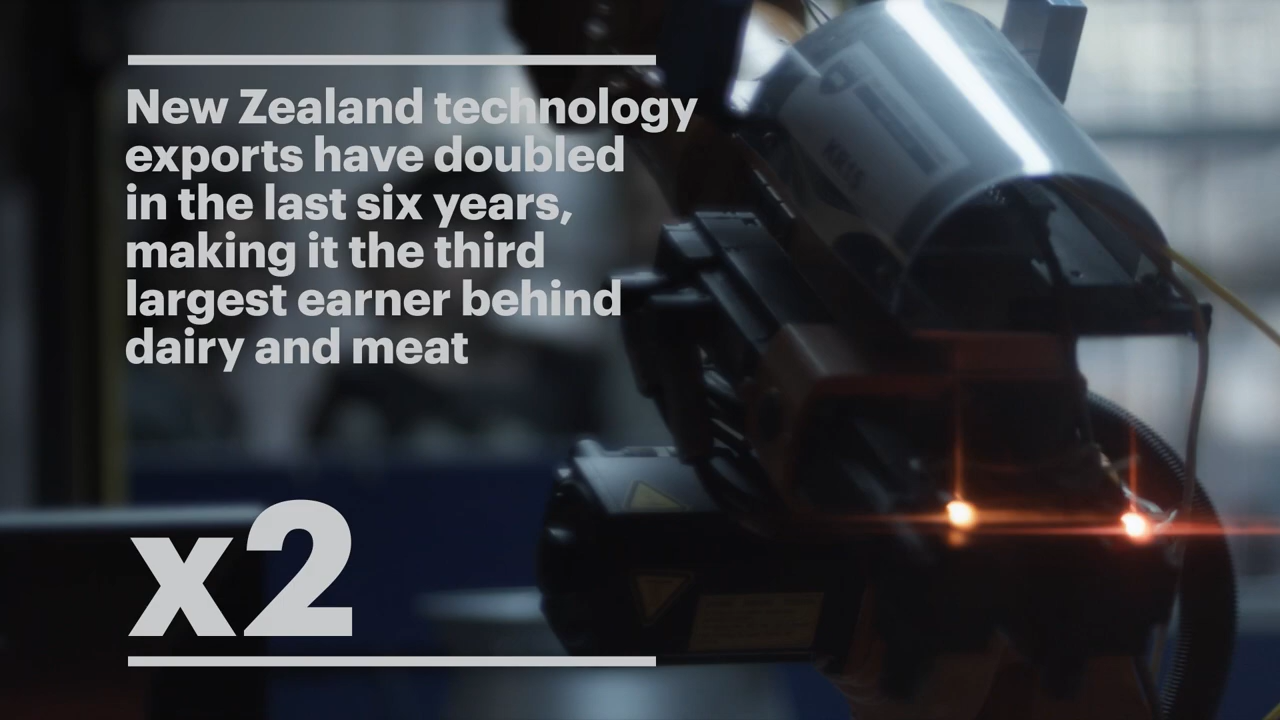 New Zealand technology
exports have doubled
in the last six years,
making it the third
largest earner behind
dairy and meat
x2